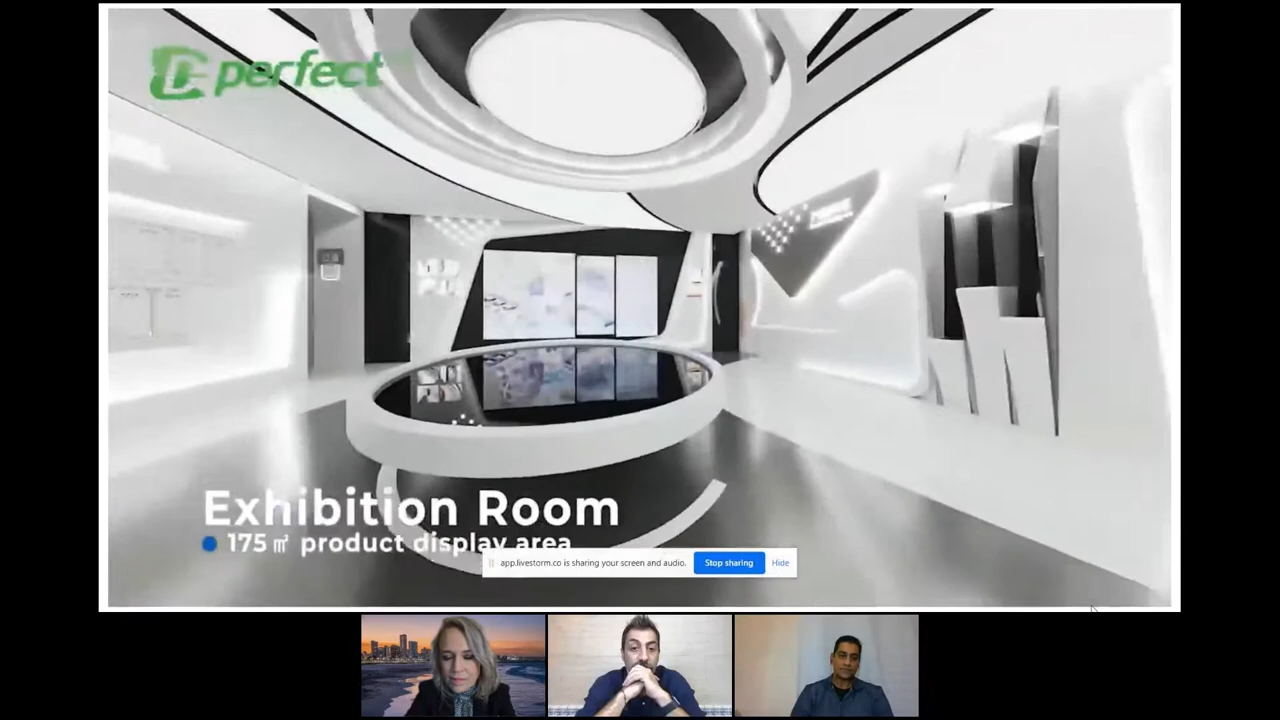 perfect
Exhibition Room
175㎡ product display area
app.livestorm.co is sharing your screen and audio.
Stop sharing
Hide